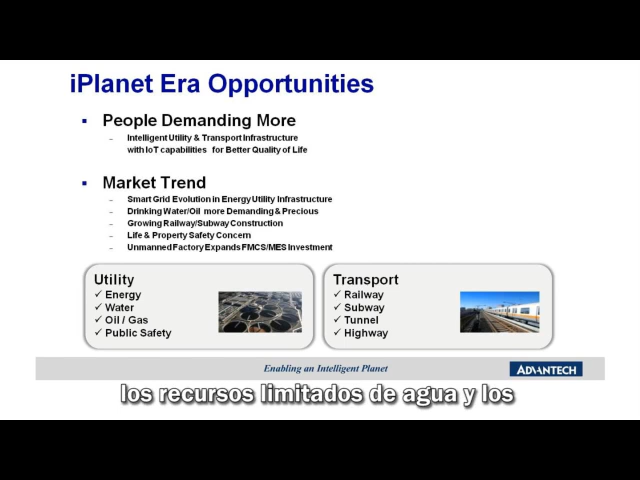 iPlanet Era Opportunities
▪ People Demanding More
– Intelligent Utility & Transport Infrastructure
with IoT capabilities for Better Quality of Life
▪ Market Trend
– Smart Grid Evolution in Energy Utility Infrastructure
– Drinking Water/Oil more Demanding & Precious
– Growing Railway/Subway Construction
– Life & Property Safety Concern
– Unmanned Factory Expands FMCS/MES Investment
Utility
✓ Energy
✓ Water
✓ Oil / Gas
✓ Public Safety
Transport
✓ Railway
✓ Subway
✓ Tunnel
✓ Highway
Enabling an Intelligent Planet
ADVANTECH
los recursos limitados de agua y los